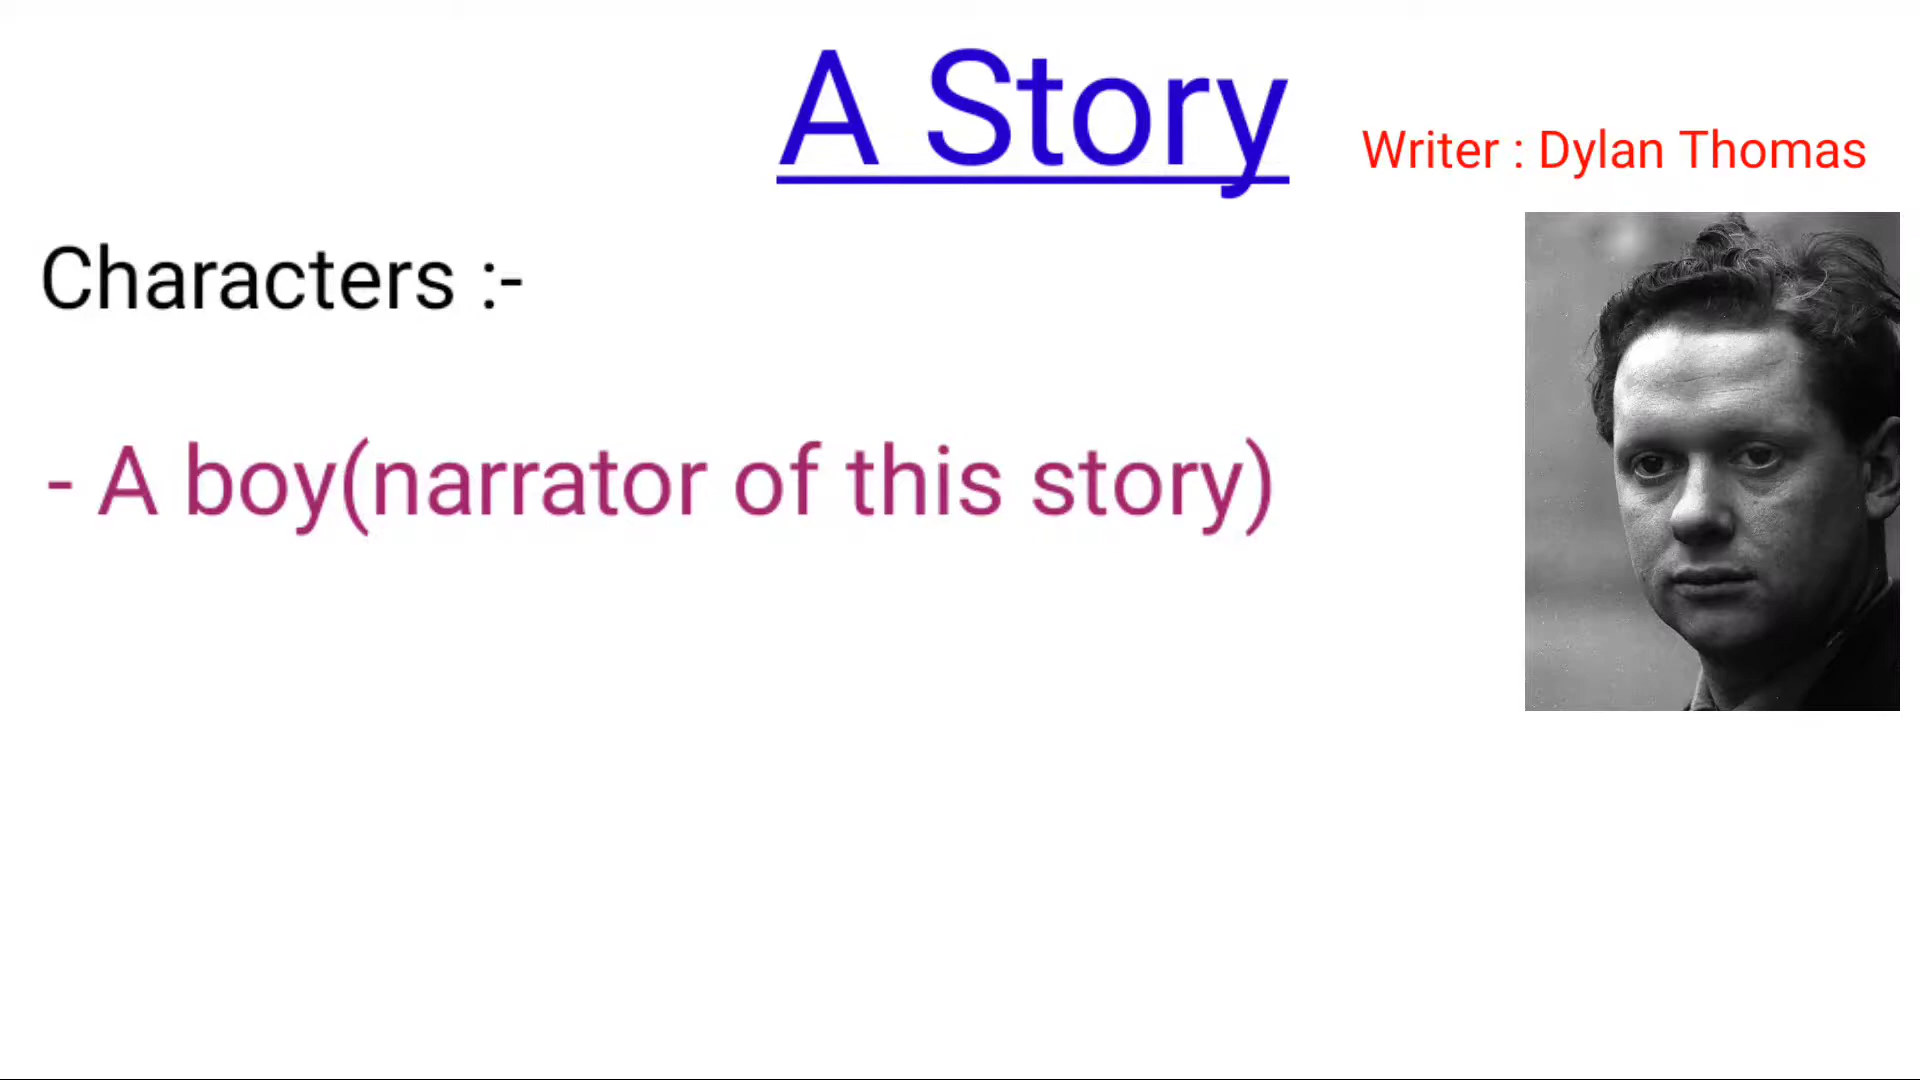 A Story
Writer : Dylan Thomas
Characters :-
- A boy(narrator of this story)